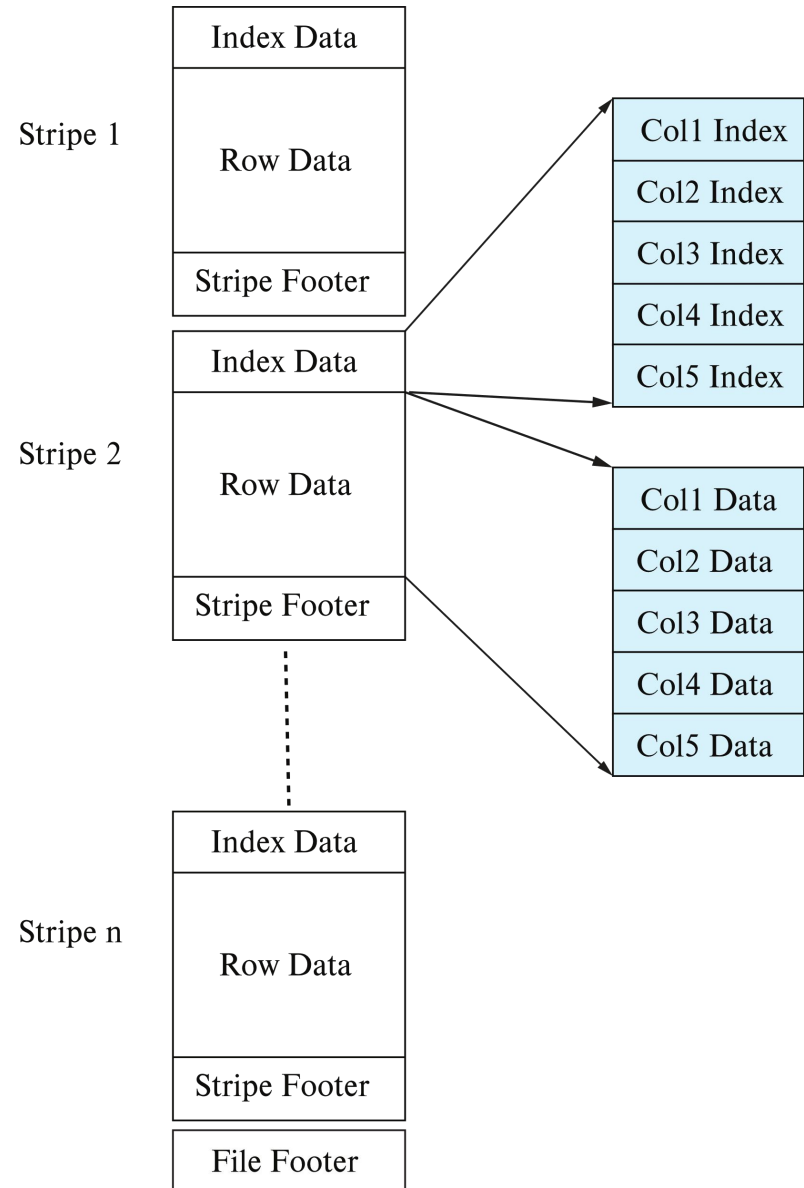 Index Data
Stripe 1
Row Data
Stripe Footer
Col1 Index
Col2 Index
Col3 Index
Col4 Index
Col5 Index
Index Data
Stripe 2
Row Data
Stripe Footer
Col1 Data
Col2 Data
Col3 Data
Col4 Data
Col5 Data
Index Data
Stripe n
Row Data
Stripe Footer
File Footer